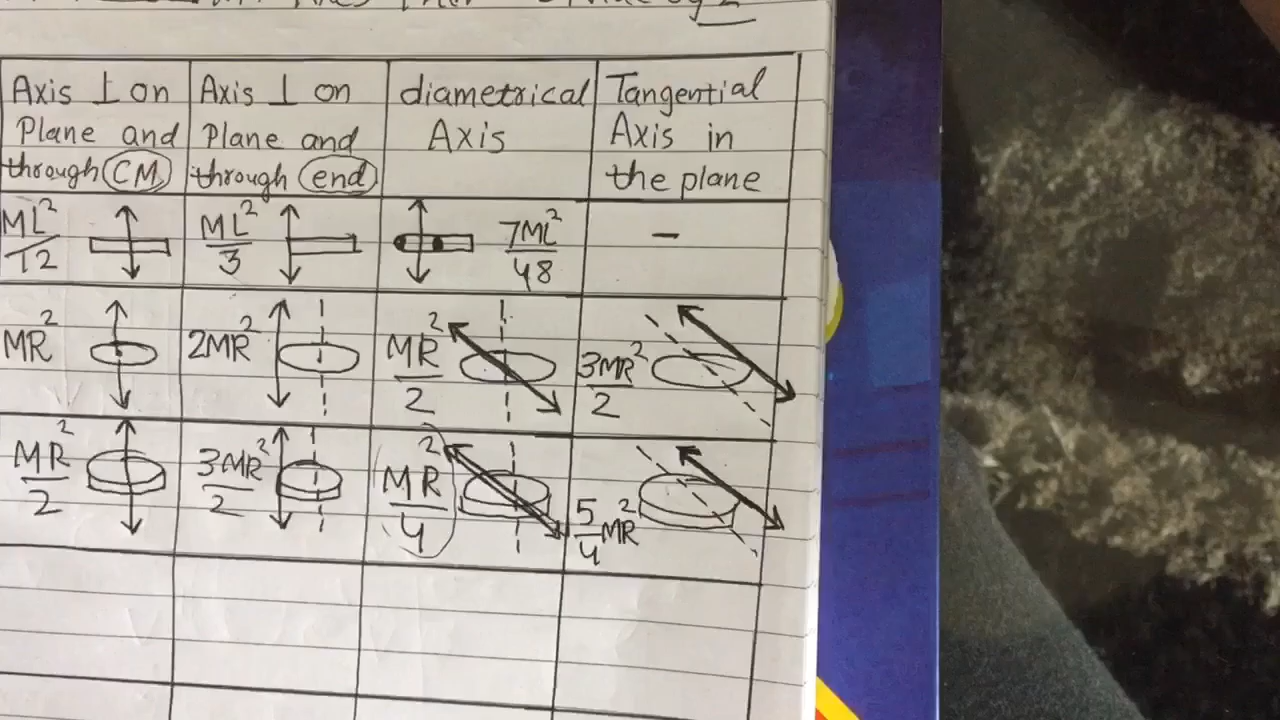 Axis ⊥ on Plane and through CM
Axis ⊥ on Plane and through end
diametrical Axis
Tangential Axis in the plane
ML²/12
ML²/3
7ML²/48
–
MR²
2MR²
MR²/2
3MR²/2
MR²/2
3MR²/2
MR²/4
5/4 MR²